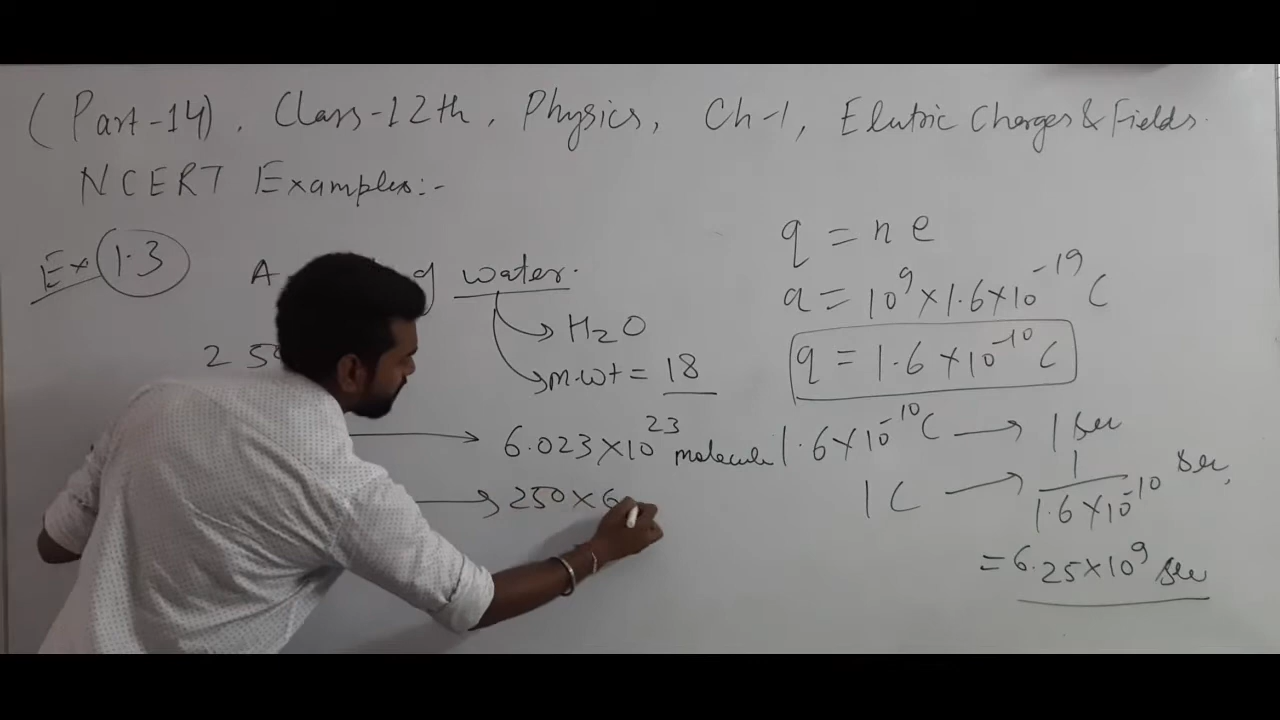 (Part-14), Class-12th, Physics, Ch-1, Elutric Charges & Fields.
NCERT Examples:-
Ex 1.3
A g water.
H2O
m.wt = 18
25
6.023×10^23 molecule
250×6
q = n e
q = 10^9 × 1.6×10^-19 C
q = 1.6 × 10^-10 C
1.6×10^-10 C → 1 sec
1 C → 1/1.6×10^-10 sec,
= 6.25×10^9 sec